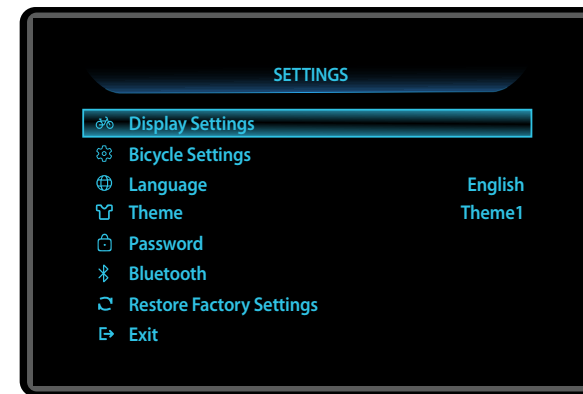 SETTINGS
Display Settings
Bicycle Settings
Language English
Theme Theme1
Password
Bluetooth
Restore Factory Settings
Exit